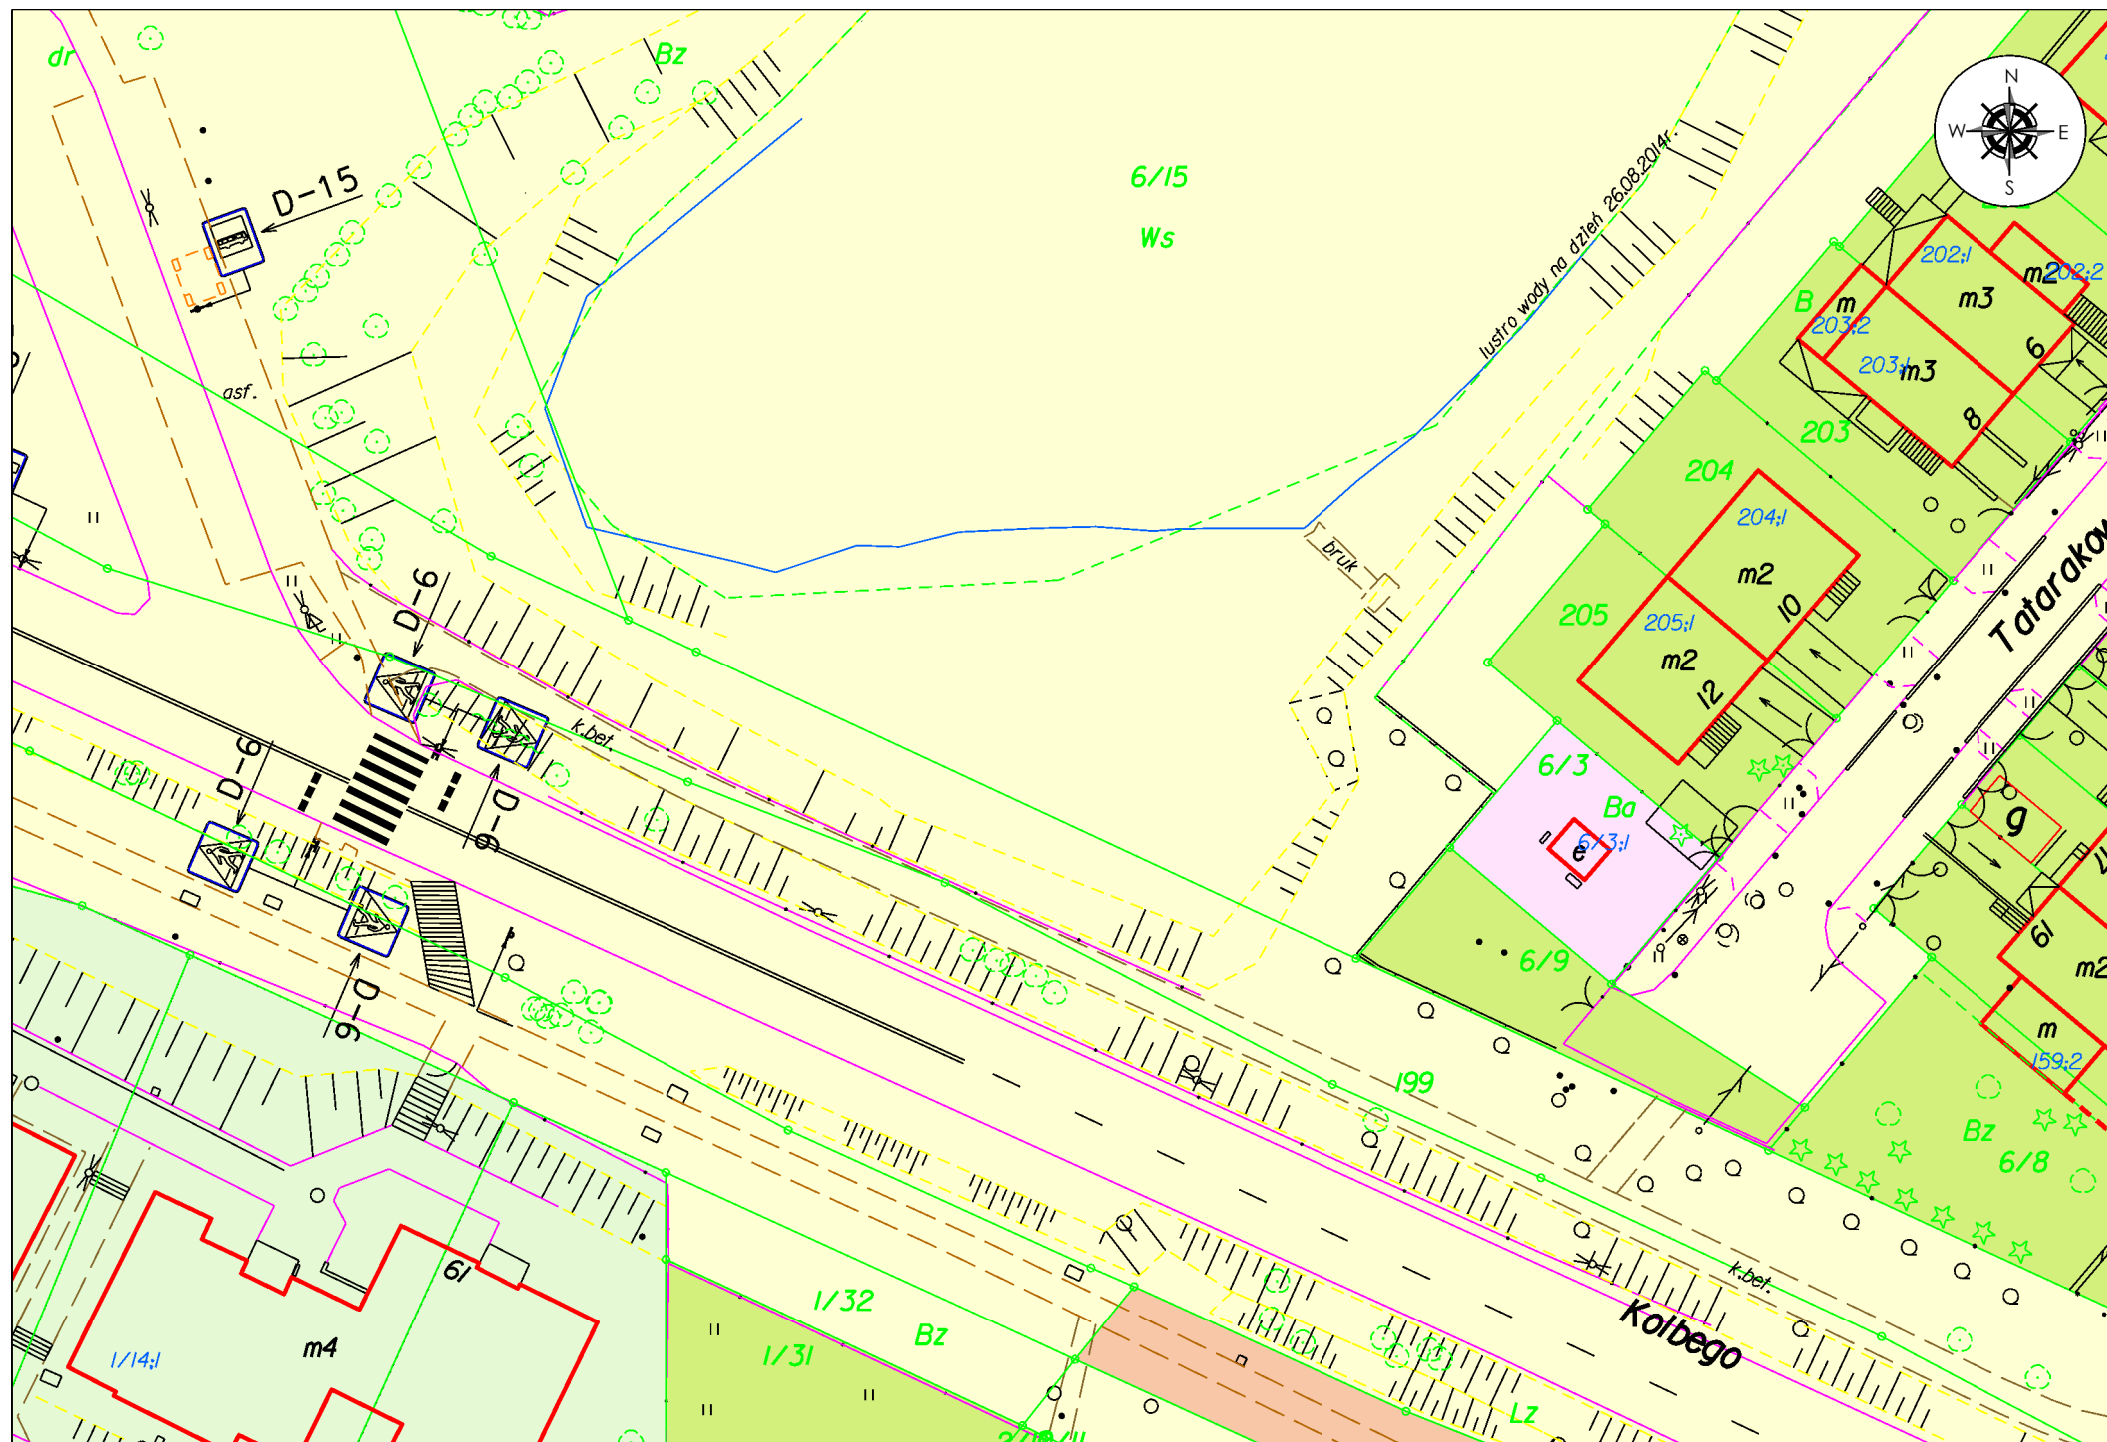 dr
Bz
6/15
Ws
N
W
E
S
D-15
lustro wody na dzień 26.08.2014r.
202;1
m2
202;2
m3
B
m
203;2
203;1
m3
6
8
203
asf.
204
204;1
m2
10
bruk
205
205;1
m2
12
D-6
k.bet.
D-6
D-6
D-6
6/3
Ba
6/3;1
e
g
6/9
19
m2
m
159;2
199
Bz
6/8
61
m4
1/14;1
1/32
Bz
1/31
k.bet.
Kolbego
Lz